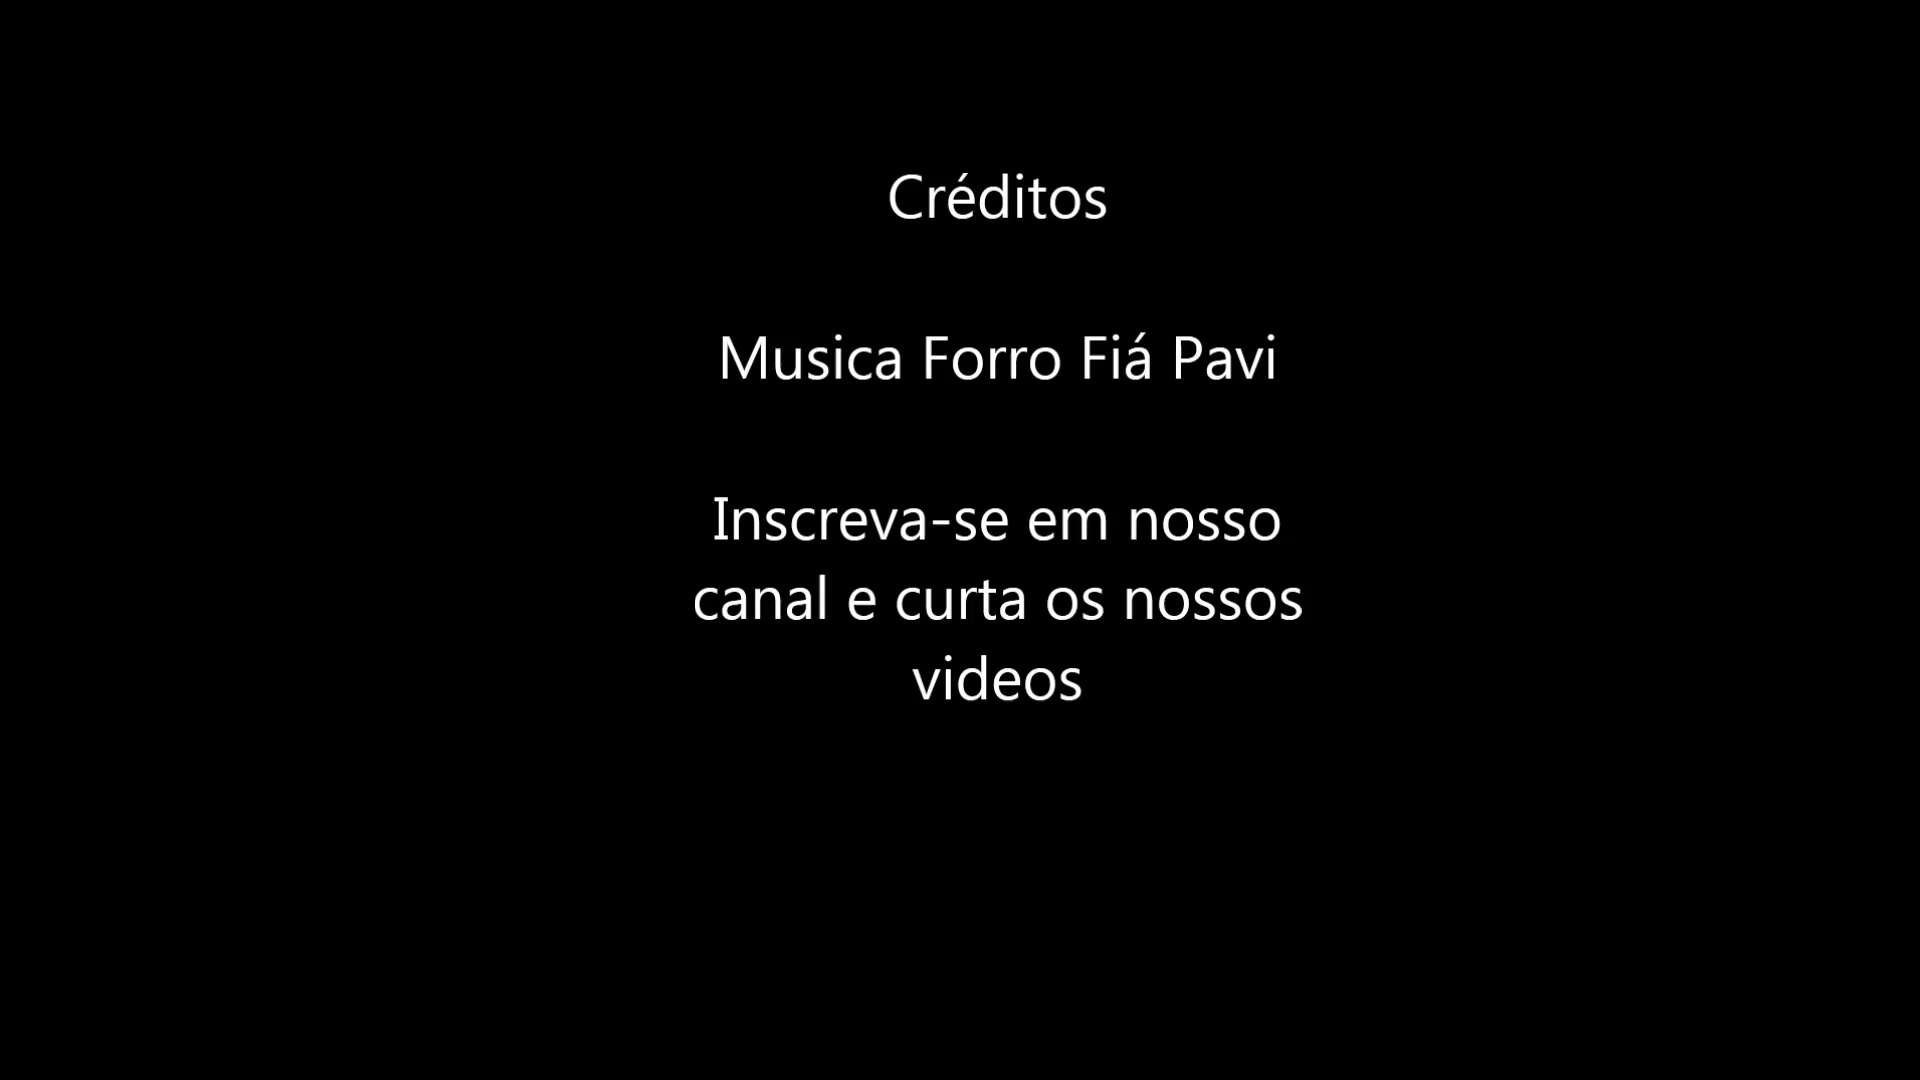 Créditos
Musica Forro Fiá Pavi
Inscreva-se em nosso
canal e curta os nossos
videos